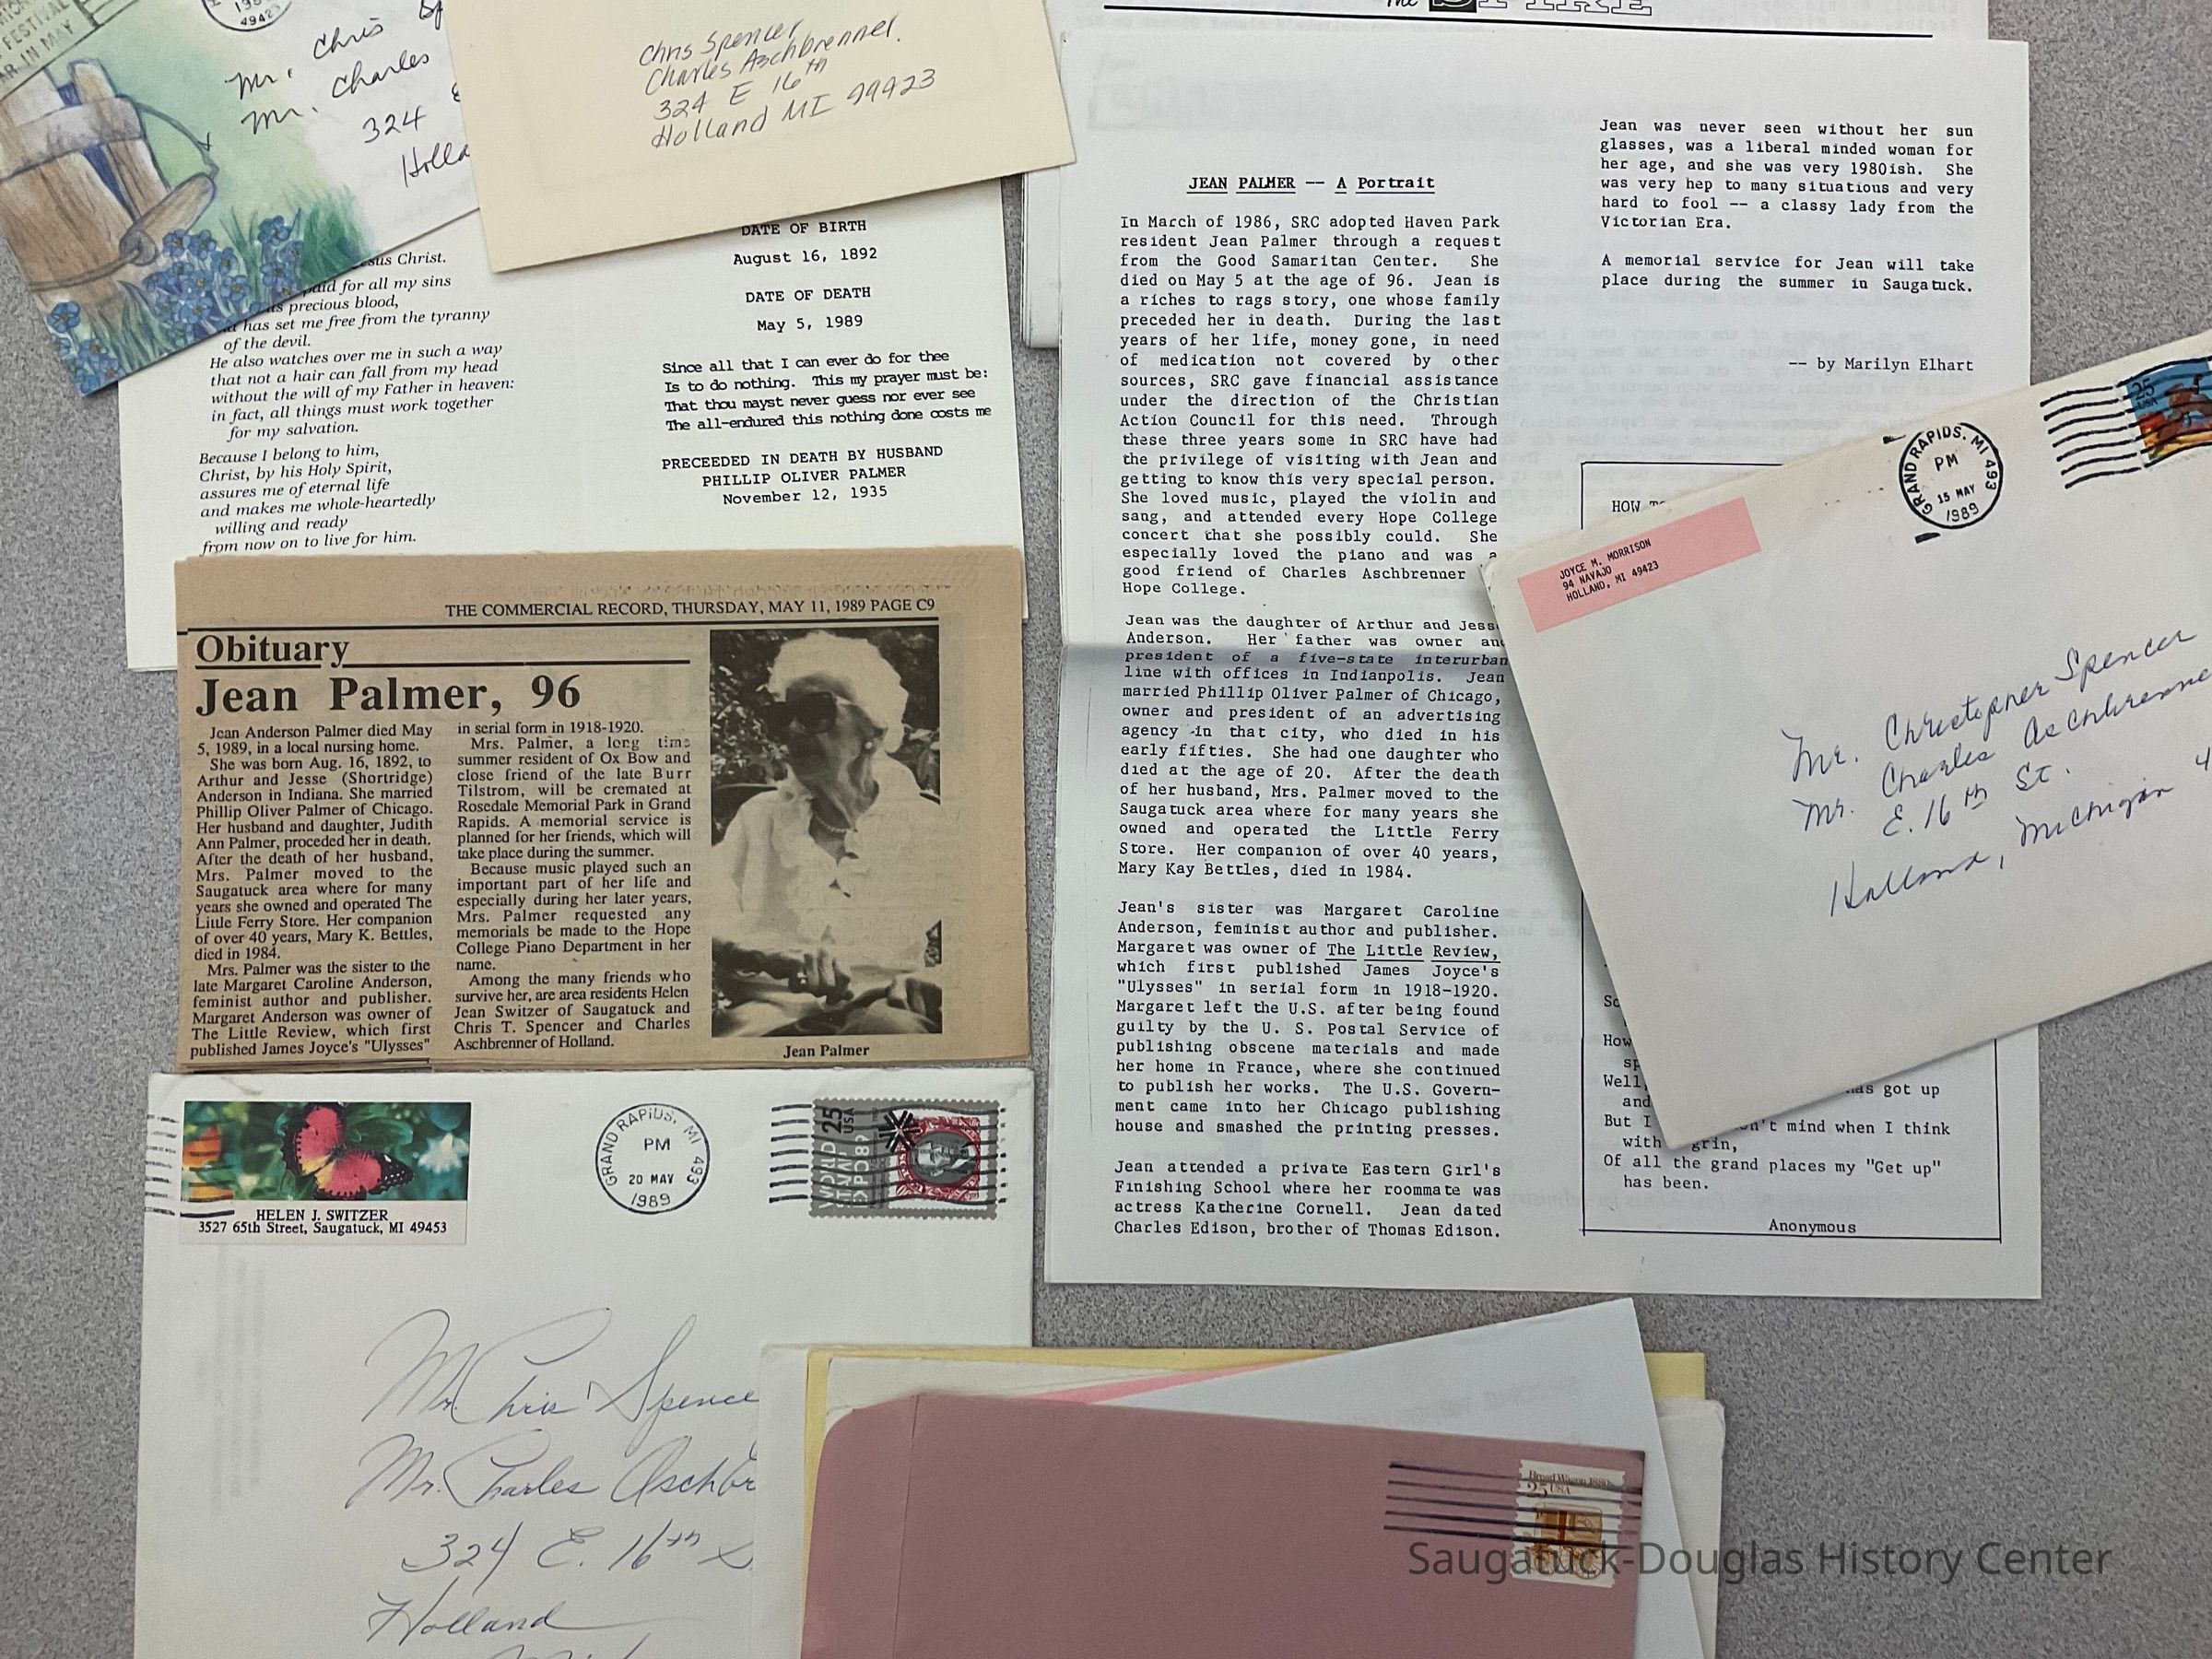 FESTIVAL
IN MAY
49423
Mr. Chris
Mr. Charles
324
Holla
Chris Spencer
Charles Aschbrenner.
324 E 16th
Holland MI 49423
The SPIRE
sus Christ.
paid for all my sins
precious blood,
has set me free from the tyranny
of the devil.
He also watches over me in such a way
that not a hair can fall from my head
without the will of my Father in heaven:
in fact, all things must work together
for my salvation.
Because I belong to him,
Christ, by his Holy Spirit,
assures me of eternal life
and makes me whole-heartedly
willing and ready
from now on to live for him.
DATE OF BIRTH
August 16, 1892
DATE OF DEATH
May 5, 1989
Since all that I can ever do for thee
Is to do nothing. This my prayer must be:
That thou mayst never guess nor ever see
The all-endured this nothing done costs me
PRECEEDED IN DEATH BY HUSBAND
PHILLIP OLIVER PALMER
November 12, 1935
THE COMMERCIAL RECORD, THURSDAY, MAY 11, 1989 PAGE C9
Obituary
Jean Palmer, 96
Jean Anderson Palmer died May
5, 1989, in a local nursing home.
She was born Aug. 16, 1892, to
Arthur and Jesse (Shortridge)
Anderson in Indiana. She married
Phillip Oliver Palmer of Chicago.
Her husband and daughter, Judith
Ann Palmer, proceded her in death.
After the death of her husband,
Mrs. Palmer moved to the
Saugatuck area where for many
years she owned and operated The
Little Ferry Store. Her companion
of over 40 years, Mary K. Bettles,
died in 1984.
Mrs. Palmer was the sister to the
late Margaret Caroline Anderson,
feminist author and publisher.
Margaret Anderson was owner of
The Little Review, which first
published James Joyce's "Ulysses"
in serial form in 1918-1920.
Mrs. Palmer, a long time
summer resident of Ox Bow and
close friend of the late Burr
Tilstrom, will be cremated at
Rosedale Memorial Park in Grand
Rapids. A memorial service is
planned for her friends, which will
take place during the summer.
Because music played such an
important part of her life and
especially during her later years,
Mrs. Palmer requested any
memorials be made to the Hope
College Piano Department in her
name.
Among the many friends who
survive her, are area residents Helen
Jean Switzer of Saugatuck and
Chris T. Spencer and Charles
Aschbrenner of Holland.
Jean Palmer
JEAN PALMER -- A Portrait
In March of 1986, SRC adopted Haven Park
resident Jean Palmer through a request
from the Good Samaritan Center. She
died on May 5 at the age of 96. Jean is
a riches to rags story, one whose family
preceded her in death. During the last
years of her life, money gone, in need
of medication not covered by other
sources, SRC gave financial assistance
under the direction of the Christian
Action Council for this need. Through
these three years some in SRC have had
the privilege of visiting with Jean and
getting to know this very special person.
She loved music, played the violin and
sang, and attended every Hope College
concert that she possibly could. She
especially loved the piano and was a
good friend of Charles Aschbrenner
Hope College.
Jean was the daughter of Arthur and Jess
Anderson. Her father was owner and
president of a five-state interurban
line with offices in Indianpolis. Jean
married Phillip Oliver Palmer of Chicago,
owner and president of an advertising
agency in that city, who died in his
early fifties. She had one daughter who
died at the age of 20. After the death
of her husband, Mrs. Palmer moved to the
Saugatuck area where for many years she
owned and operated the Little Ferry
Store. Her companion of over 40 years,
Mary Kay Bettles, died in 1984.
Jean's sister was Margaret Caroline
Anderson, feminist author and publisher.
Margaret was owner of The Little Review,
which first published James Joyce's
"Ulysses" in serial form in 1918-1920.
Margaret left the U.S. after being found
guilty by the U. S. Postal Service of
publishing obscene materials and made
her home in France, where she continued
to publish her works. The U.S. Govern-
ment came into her Chicago publishing
house and smashed the printing presses.
Jean attended a private Eastern Girl's
Finishing School where her roommate was
actress Katherine Cornell. Jean dated
Charles Edison, brother of Thomas Edison.
Jean was never seen without her sun
glasses, was a liberal minded woman for
her age, and she was very 1980ish. She
was very hep to many situations and very
hard to fool -- a classy lady from the
Victorian Era.
A memorial service for Jean will take
place during the summer in Saugatuck.
-- by Marilyn Elhart
HOW TO
So
How
sp
Well,
as got up
and
But I
n't mind when I think
with grin,
Of all the grand places my "Get up"
has been.
Anonymous
GRAND RAPIDS, MI 493
PM
15 MAY
1989
25
USA
JOYCE M. MORRISON
94 NAVAJO
HOLLAND, MI 49423
Mr. Christopher Spencer
Mr. Charles Aschbrenne
E. 16th St.
Holland, Michigan 4
HELEN J. SWITZER
3527 65th Street, Saugatuck, MI 49453
GRAND RAPIDS, MI 493
PM
20 MAY
1989
25
USA
WORLD STAMP EXPO 89
Mr. Chris Spence
Mr. Charles Aschbr
324 E. 16th S
Holland
Bread Wagon 1880s
25 USA
Saugatuck-Douglas History Center